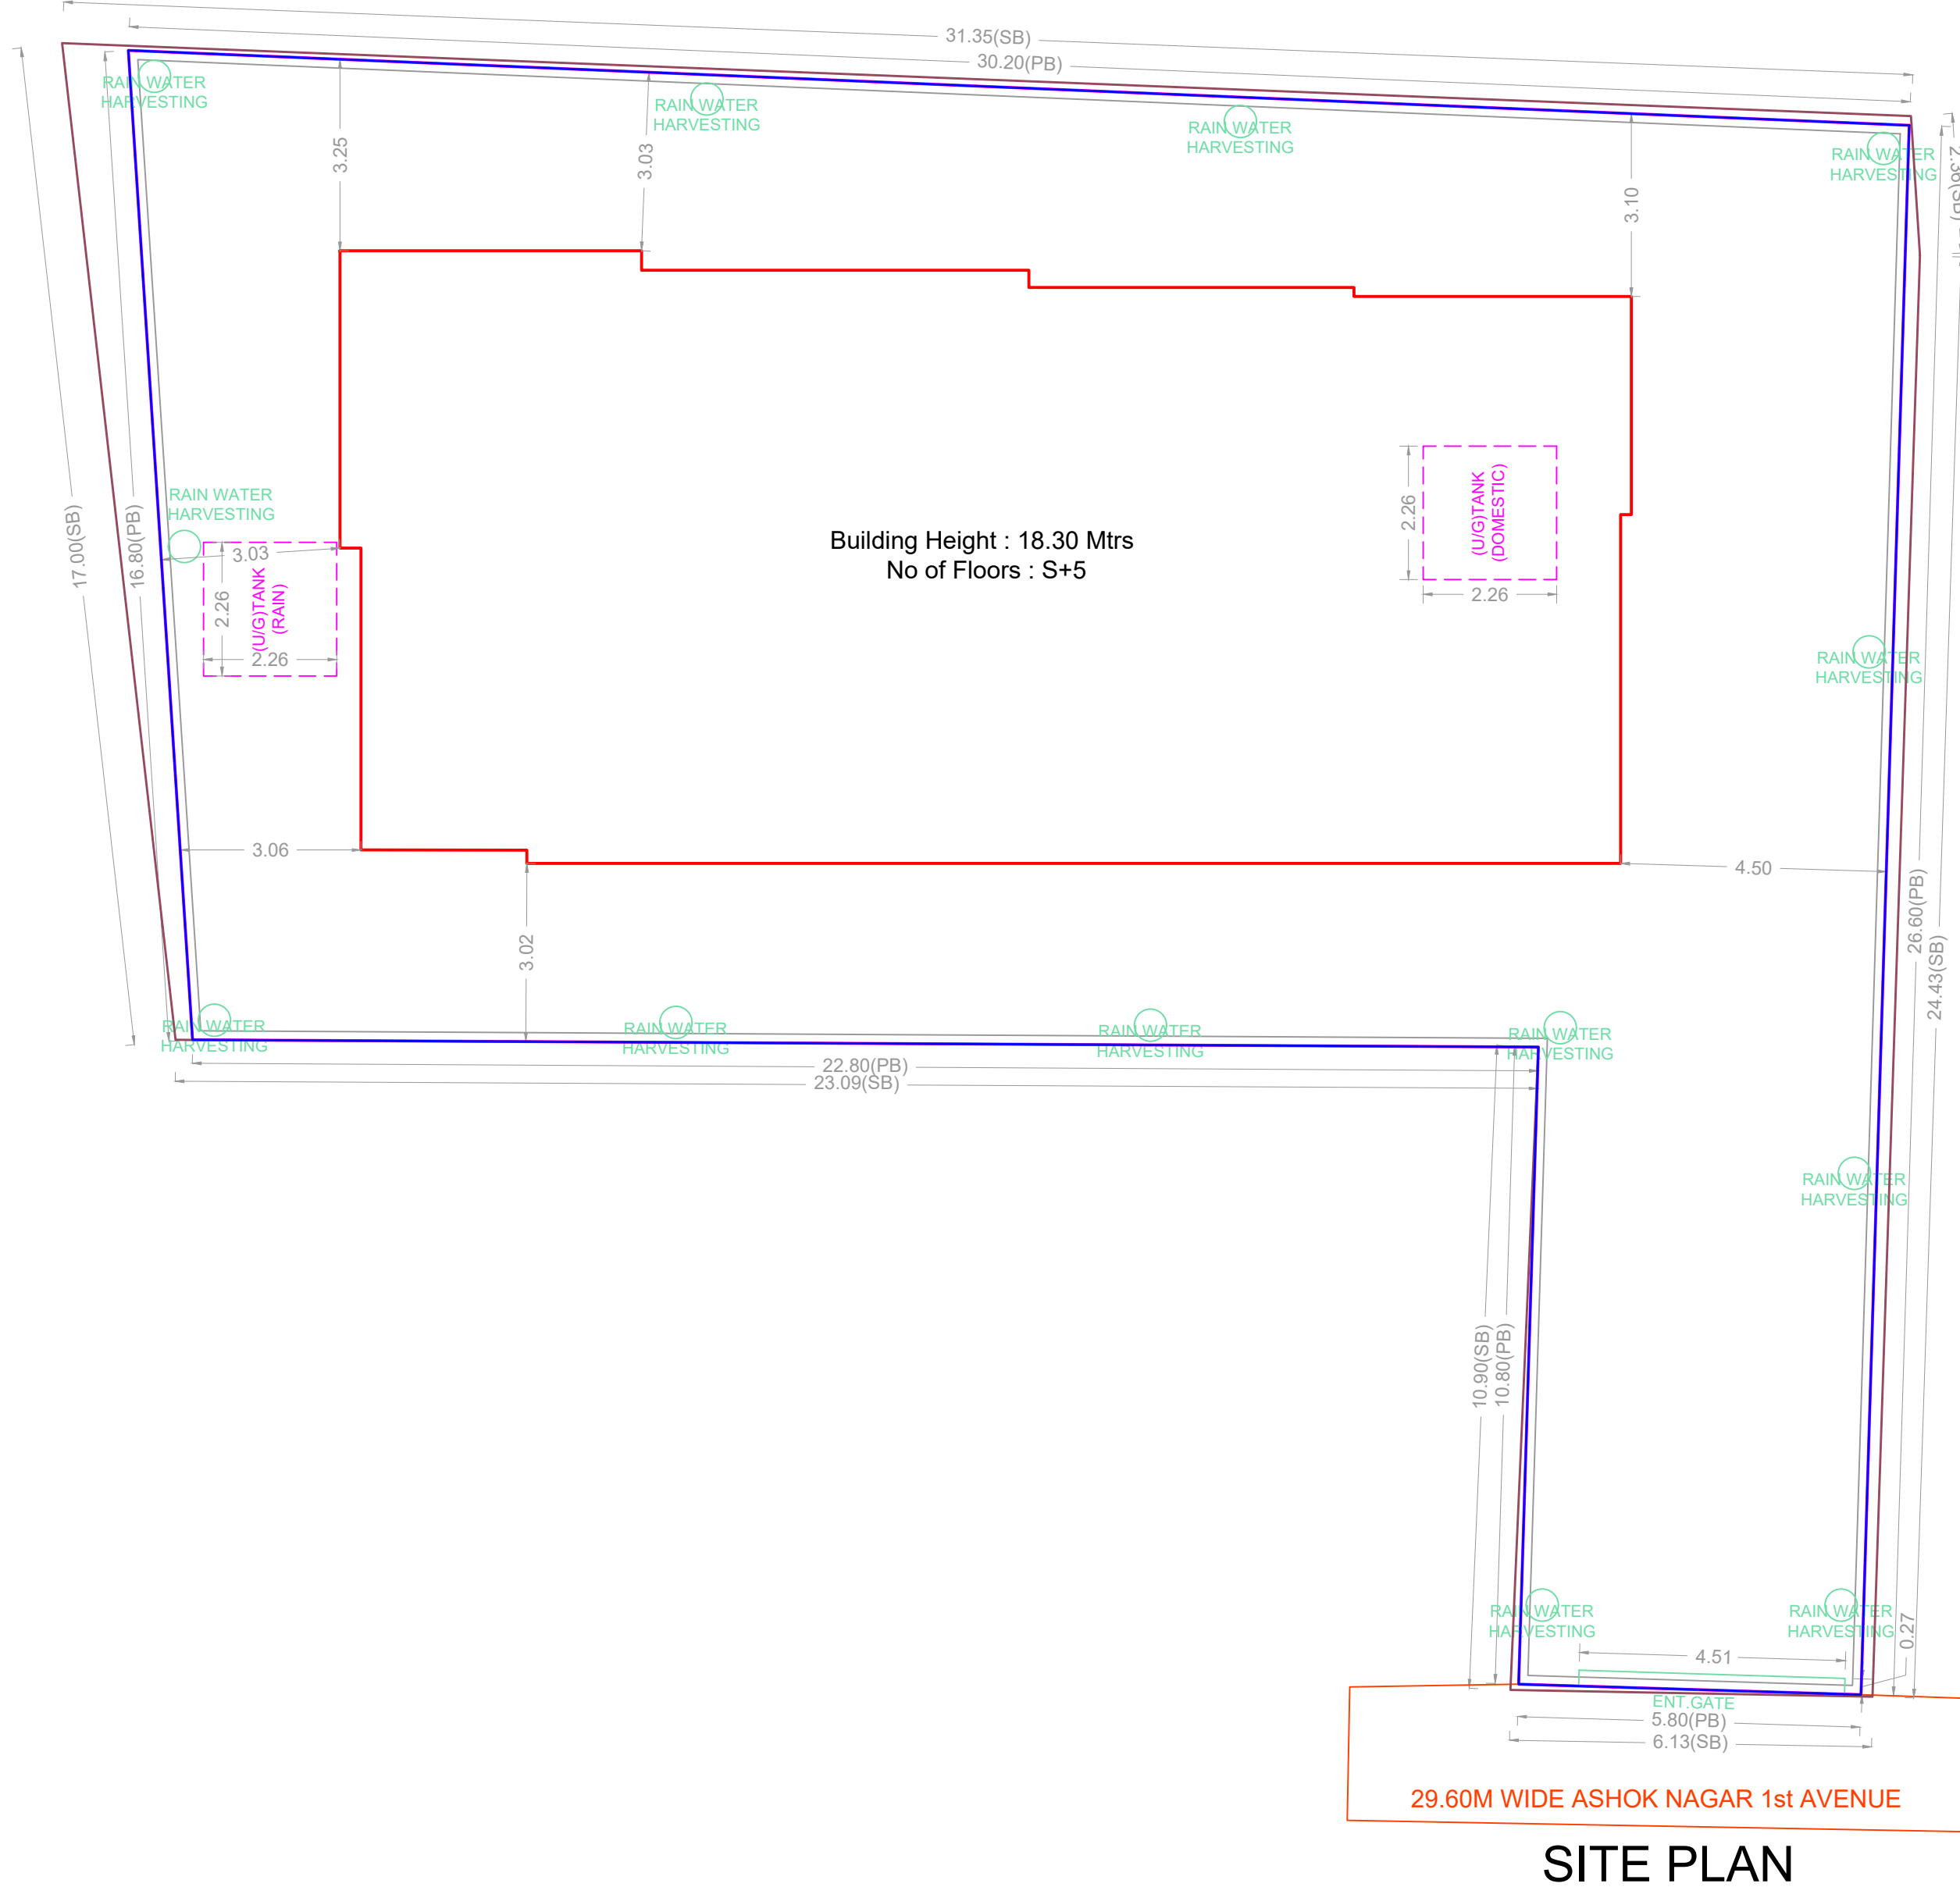 31.35(SB)
30.20(PB)
RAIN WATER
HARVESTING
RAIN WATER
HARVESTING
RAIN WATER
HARVESTING
RAIN WATER
HARVESTING
2.36(SB)
3.25
3.03
3.10
17.00(SB)
16.80(PB)
RAIN WATER
HARVESTING
3.03
2.26
(U/G)TANK
(RAIN)
2.26
Building Height : 18.30 Mtrs
No of Floors : S+5
2.26
(U/G)TANK
(DOMESTIC)
2.26
RAIN WATER
HARVESTING
3.06
4.50
3.02
26.60(PB)
24.43(SB)
RAIN WATER
HARVESTING
RAIN WATER
HARVESTING
RAIN WATER
HARVESTING
RAIN WATER
HARVESTING
22.80(PB)
23.09(SB)
RAIN WATER
HARVESTING
10.90(SB)
10.80(PB)
RAIN WATER
HARVESTING
RAIN WATER
HARVESTING
0.27
4.51
ENT.GATE
5.80(PB)
6.13(SB)
29.60M WIDE ASHOK NAGAR 1st AVENUE
SITE PLAN